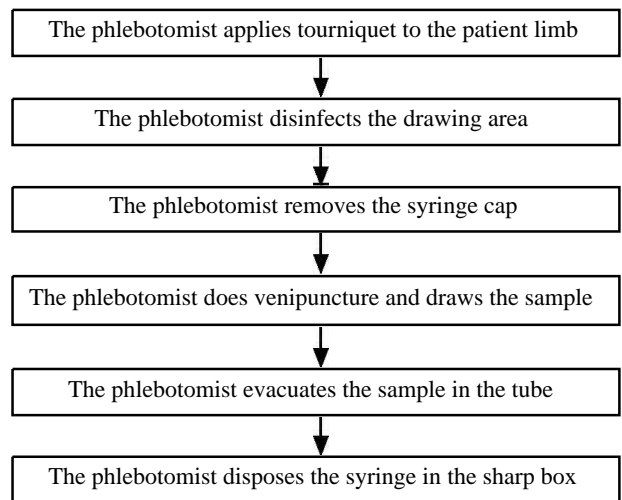 The phlebotomist applies tourniquet to the patient limb
The phlebotomist disinfects the drawing area
The phlebotomist removes the syringe cap
The phlebotomist does venipuncture and draws the sample
The phlebotomist evacuates the sample in the tube
The phlebotomist disposes the syringe in the sharp box